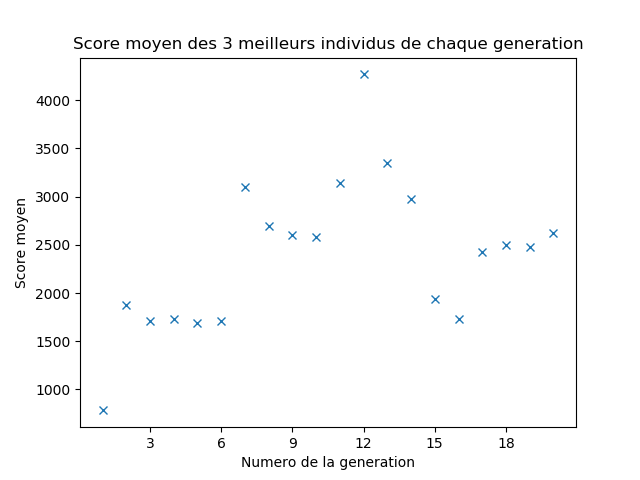 Score moyen des 3 meilleurs individus de chaque generation
Score moyen
4000
3500
3000
2500
2000
1500
1000
3 6 9 12 15 18
Numero de la generation